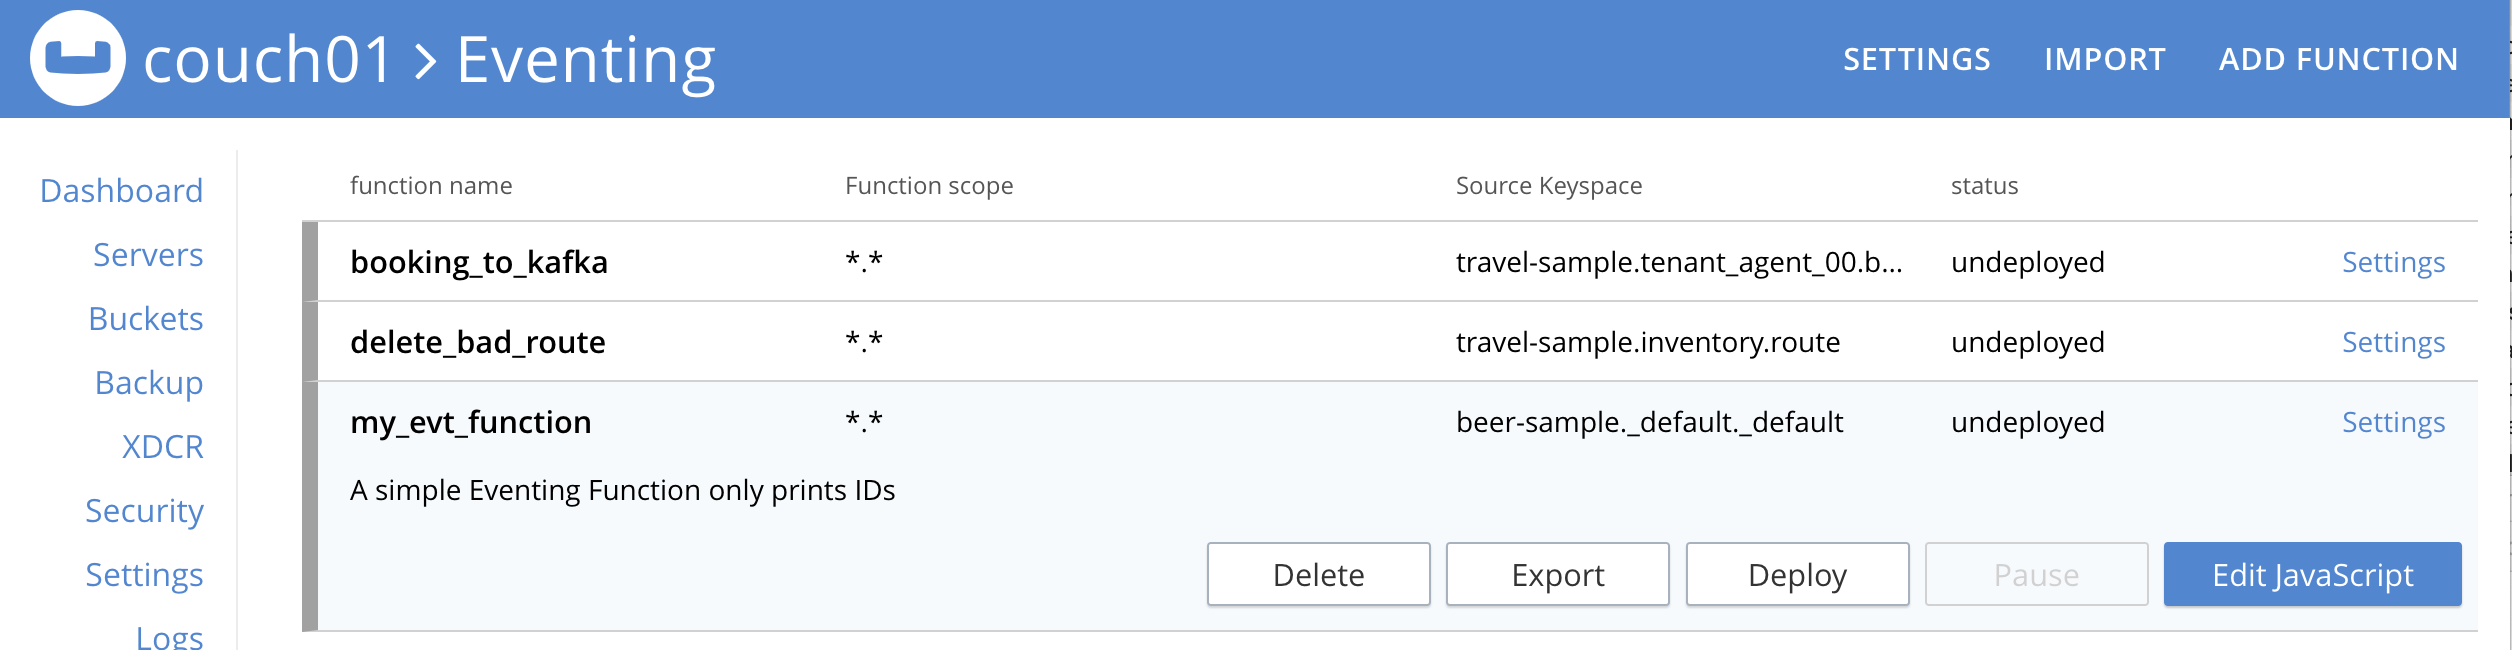 couch01 > Eventing
SETTINGS IMPORT ADD FUNCTION
Dashboard
Servers
Buckets
Backup
XDCR
Security
Settings
Logs
function name Function scope Source Keyspace status
booking_to_kafka *.* travel-sample.tenant_agent_00.b... undeployed Settings
delete_bad_route *.* travel-sample.inventory.route undeployed Settings
my_evt_function *.* beer-sample._default._default undeployed Settings
A simple Eventing Function only prints IDs
Delete Export Deploy Pause Edit JavaScript